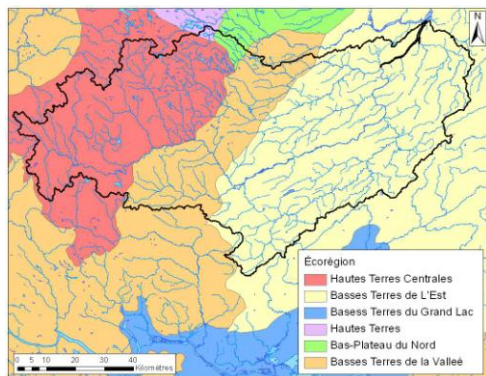 N
Écorégion
Hautes Terres Centrales
Basses Terres de L'Est
Basess Terres du Grand Lac
Hautes Terres
Bas-Plateau du Nord
Basses Terres de la Valleé
0 5 10 20 30 40
Kilomètres